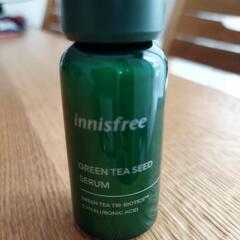 innisfree
GREEN TEA SEED
SERUM
GREEN TEA TRI-BIOTICS™
HYALURONIC ACID